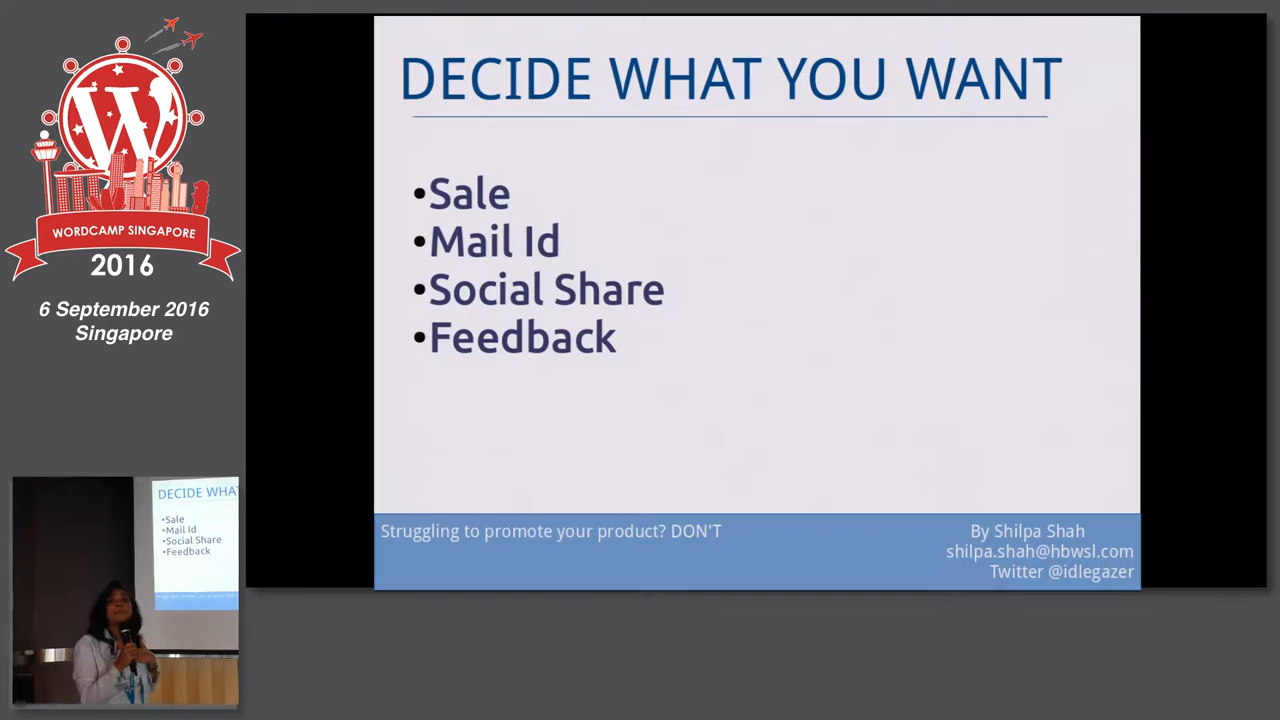 WORDCAMP SINGAPORE
2016
6 September 2016
Singapore
DECIDE WHAT YOU WANT
•Sale
•Mail Id
•Social Share
•Feedback
Struggling to promote your product? DON'T
By Shilpa Shah
shilpa.shah@hbwsl.com
Twitter @idlegazer
DECIDE WHAT
•Sale
•Mail Id
•Social Share
•Feedback